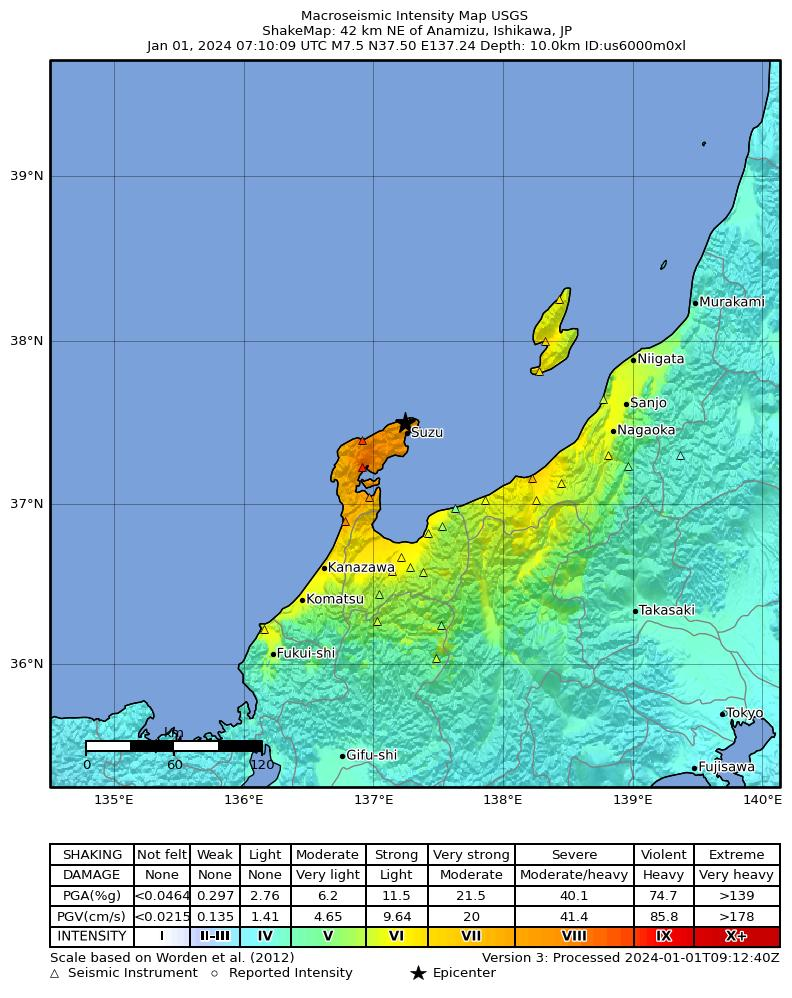 Macroseismic Intensity Map USGS
ShakeMap: 42 km NE of Anamizu, Ishikawa, JP
Jan 01, 2024 07:10:09 UTC M7.5 N37.50 E137.24 Depth: 10.0km ID:us6000m0xl
39°N
Murakami
38°N
Niigata
Sanjo
Nagaoka
Suzu
37°N
Kanazawa
Komatsu
Takasaki
Fukui-shi
36°N
Tokyo
km
Gifu-shi
0 60 120
Fujisawa
135°E 136°E 137°E 138°E 139°E 140°E
SHAKING Not felt Weak Light Moderate Strong Very strong Severe Violent Extreme
DAMAGE None None None Very light Light Moderate Moderate/heavy Heavy Very heavy
PGA(%g) <0.0464 0.297 2.76 6.2 11.5 21.5 40.1 74.7 >139
PGV(cm/s) <0.0215 0.135 1.41 4.65 9.64 20 41.4 85.8 >178
INTENSITY I II-III IV V VI VII VIII IX X+
Scale based on Worden et al. (2012) Version 3: Processed 2024-01-01T09:12:40Z
△ Seismic Instrument ○ Reported Intensity ★ Epicenter